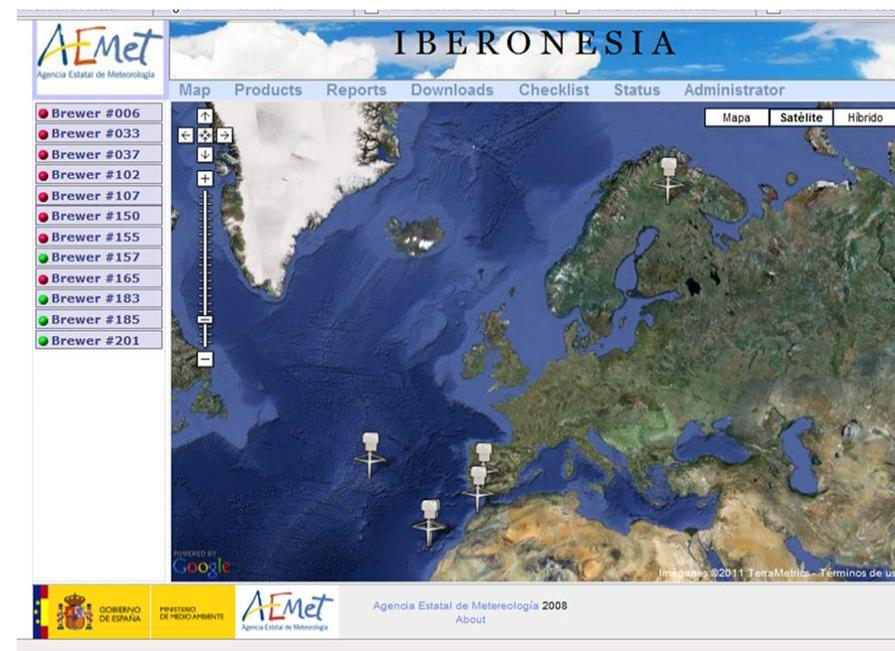 AEMet
Agencia Estatal de Meteorología
IBERONESIA
Map Products Reports Downloads Checklist Status Administrator
Brewer #006
Brewer #033
Brewer #037
Brewer #102
Brewer #107
Brewer #150
Brewer #155
Brewer #157
Brewer #165
Brewer #183
Brewer #185
Brewer #201
Mapa Satélite Híbrido
POWERED BY
Google
Imágenes ©2011 TerraMetrics - Términos de us
GOBIERNO
DE ESPAÑA
MINISTERIO
DE MEDIO AMBIENTE
AEMet
Agencia Estatal de Meteorología
Agencia Estatal de Metereología 2008
About